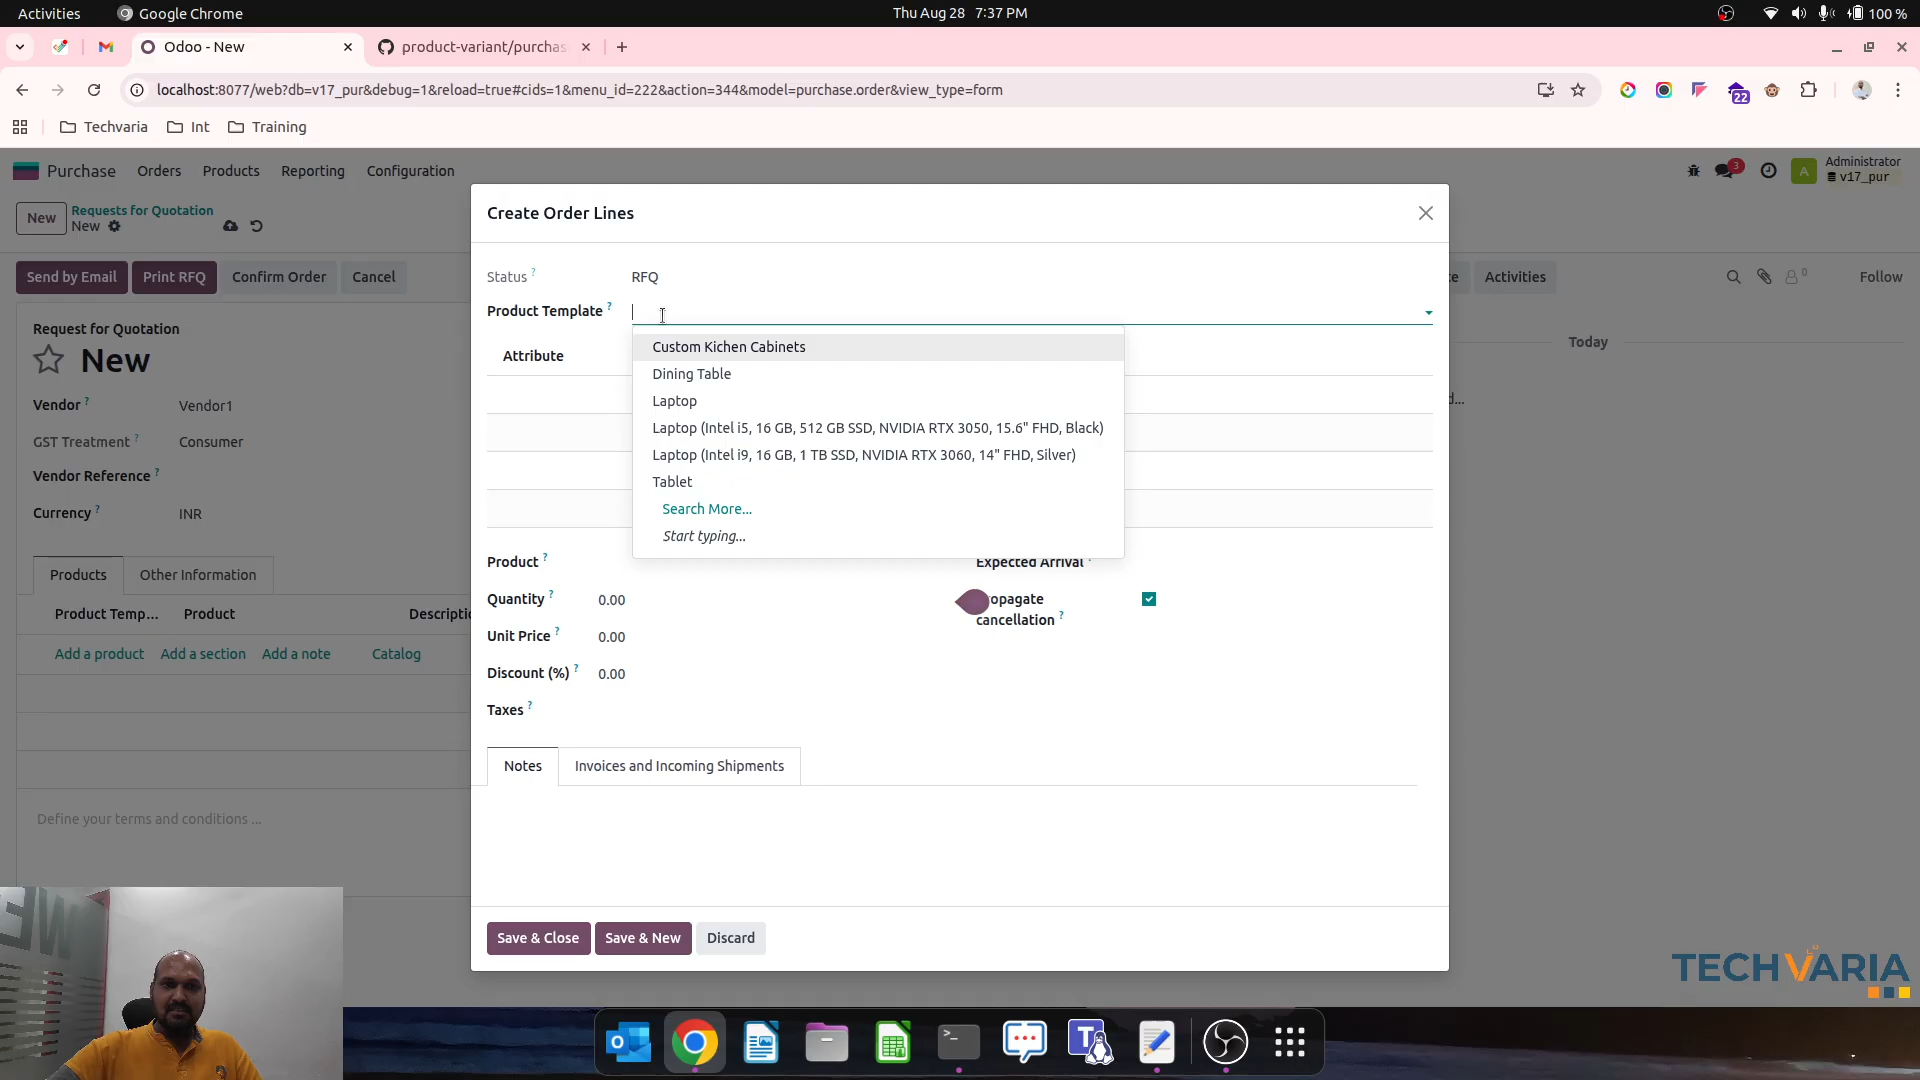 Activities Google Chrome Thu Aug 28 7:37 PM 100 %
Odoo - New product-variant/purchas
localhost:8077/web?db=v17_pur&debug=1&reload=true#cids=1&menu_id=222&action=344&model=purchase.order&view_type=form 22
Techvaria Int Training
Purchase Orders Products Reporting Configuration 3 A Administrator
v17_pur
New Requests for Quotation
New
Create Order Lines
Send by Email Print RFQ Confirm Order Cancel
Activities 0 Follow
Status ? RFQ
Product Template ?
Request for Quotation
New
Today
Custom Kichen Cabinets
Attribute
Dining Table
Laptop
Laptop (Intel i5, 16 GB, 512 GB SSD, NVIDIA RTX 3050, 15.6" FHD, Black)
Laptop (Intel i9, 16 GB, 1 TB SSD, NVIDIA RTX 3060, 14" FHD, Silver)
Tablet
Search More...
Start typing...
Vendor ? Vendor1
GST Treatment ? Consumer
Vendor Reference ?
Currency ? INR
Product ? Expected Arrival
Quantity ? 0.00 opagate
cancellation ?
Unit Price ? 0.00
Discount (%) ? 0.00
Taxes ?
Products Other Information
Product Temp... Product Descripti
Add a product Add a section Add a note Catalog
Notes Invoices and Incoming Shipments
Define your terms and conditions ...
Save & Close Save & New Discard
TECHVARIA